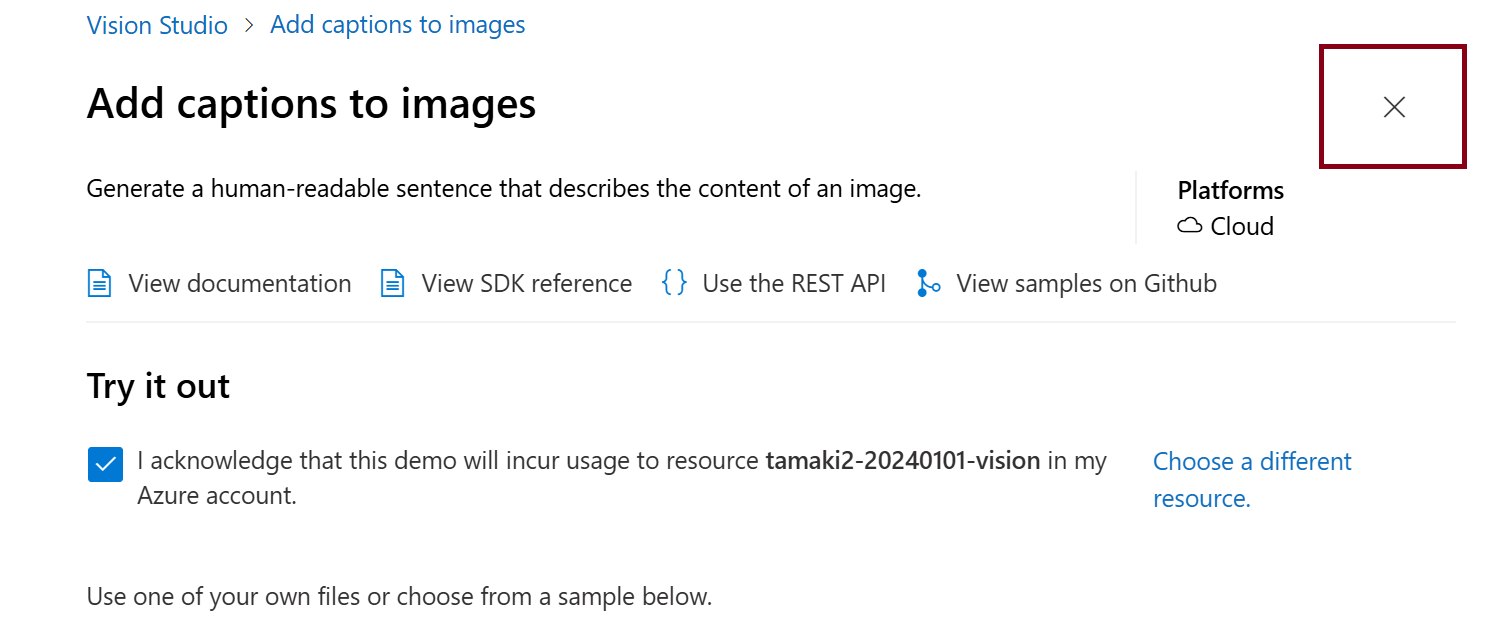 Vision Studio > Add captions to images
Add captions to images
Generate a human-readable sentence that describes the content of an image.
Platforms
Cloud
View documentation View SDK reference {} Use the REST API View samples on Github
Try it out
I acknowledge that this demo will incur usage to resource tamaki2-20240101-vision in my
Azure account.
Choose a different
resource.
Use one of your own files or choose from a sample below.